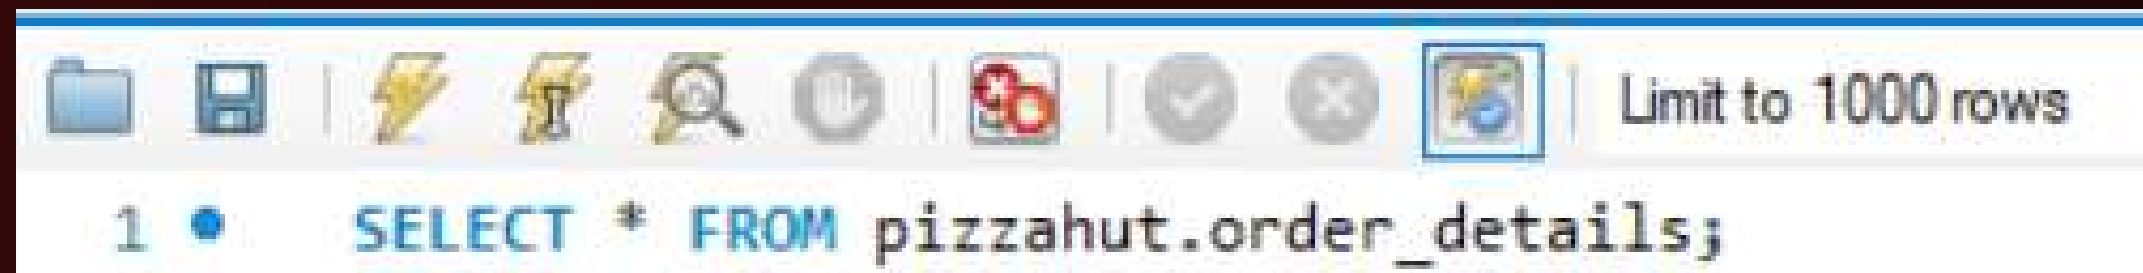 Limit to 1000 rows
1 SELECT * FROM pizzahut.order_details;